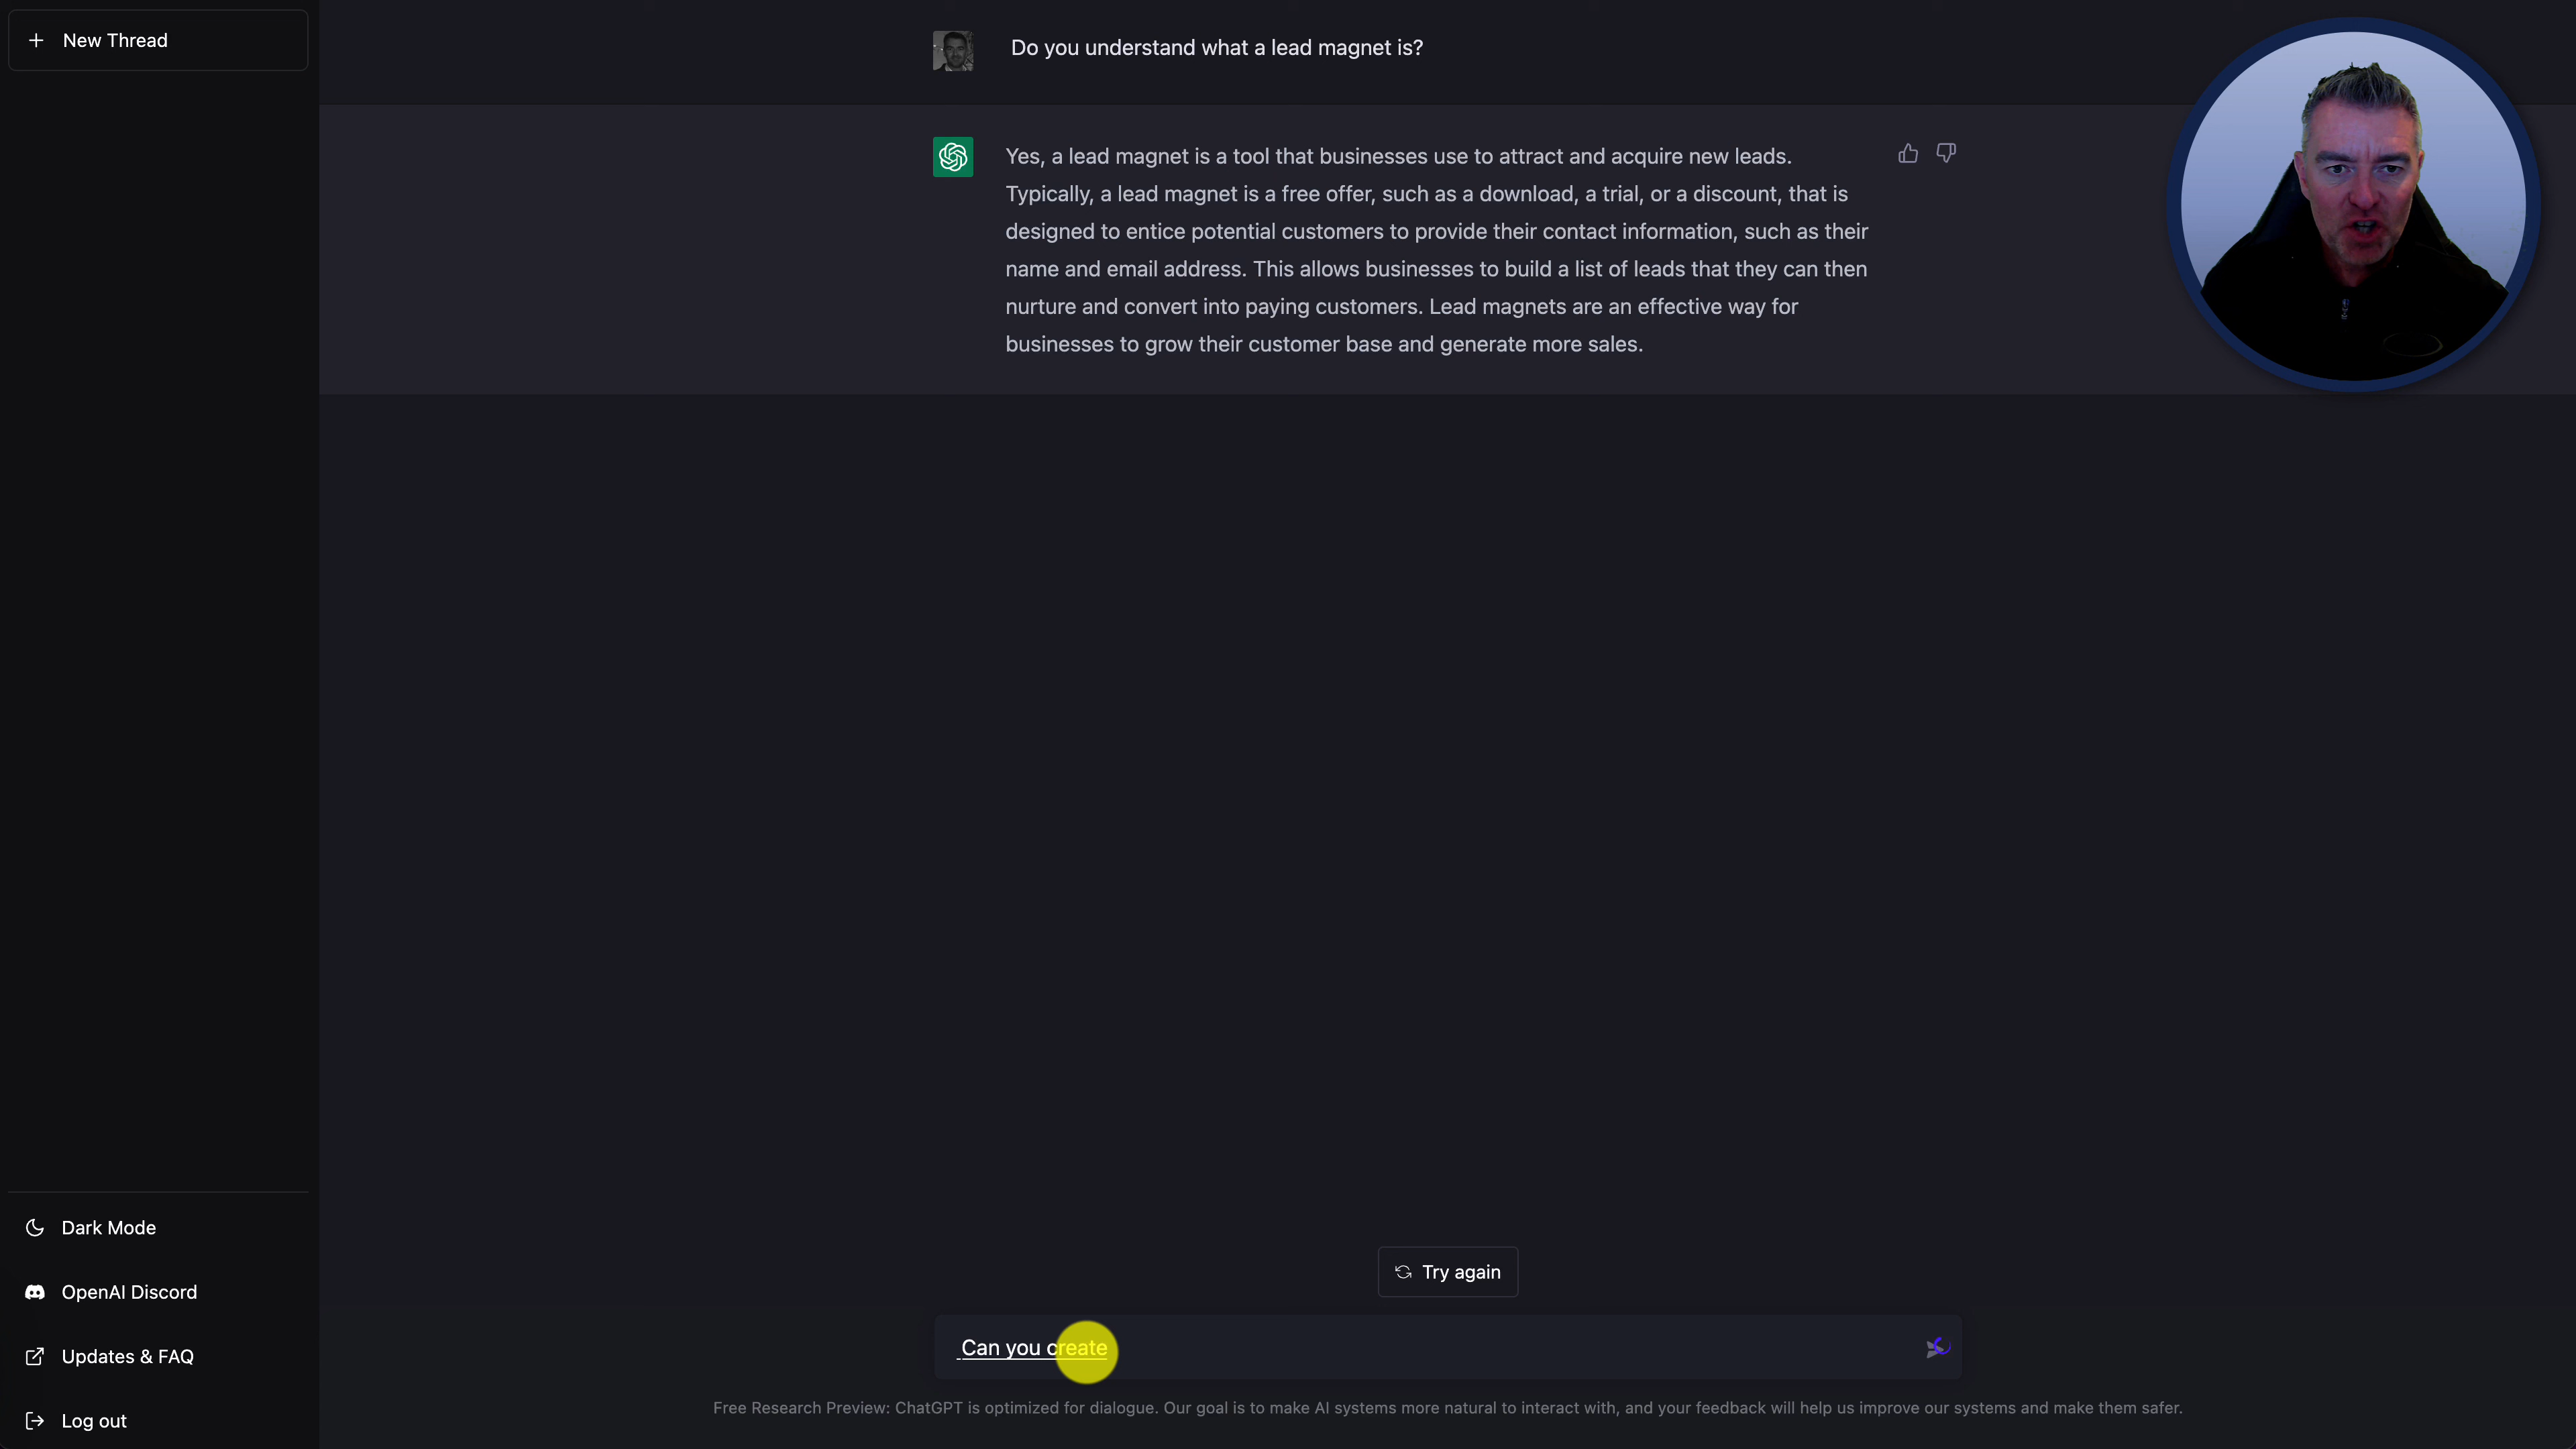 New Thread
Do you understand what a lead magnet is?
Yes, a lead magnet is a tool that businesses use to attract and acquire new leads.
Typically, a lead magnet is a free offer, such as a download, a trial, or a discount, that is
designed to entice potential customers to provide their contact information, such as their
name and email address. This allows businesses to build a list of leads that they can then
nurture and convert into paying customers. Lead magnets are an effective way for
businesses to grow their customer base and generate more sales.
Dark Mode
OpenAI Discord
Updates & FAQ
Log out
Try again
Can you create
Free Research Preview: ChatGPT is optimized for dialogue. Our goal is to make AI systems more natural to interact with, and your feedback will help us improve our systems and make them safer.